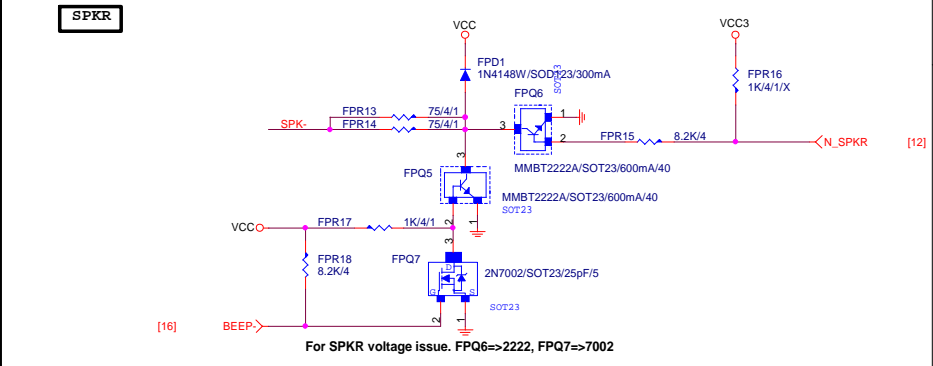 SPKR
VCC
VCC3
FPD1
1N4148W/SOD123/300mA
FPR16
1K/4/1/X
SOT23
FPQ6
FPR13
75/4/1
SPK-
FPR14
75/4/1
3
1
2
FPR15
8.2K/4
N_SPKR
[12]
3
MMBT2222A/SOT23/600mA/40
FPQ5
MMBT2222A/SOT23/600mA/40
SOT23
2
1
VCC
FPR17
1K/4/1
3
FPR18
8.2K/4
FPQ7
D
2N7002/SOT23/25pF/5
G
S
SOT23
2
1
[16]
BEEP-
For SPKR voltage issue. FPQ6=>2222, FPQ7=>7002